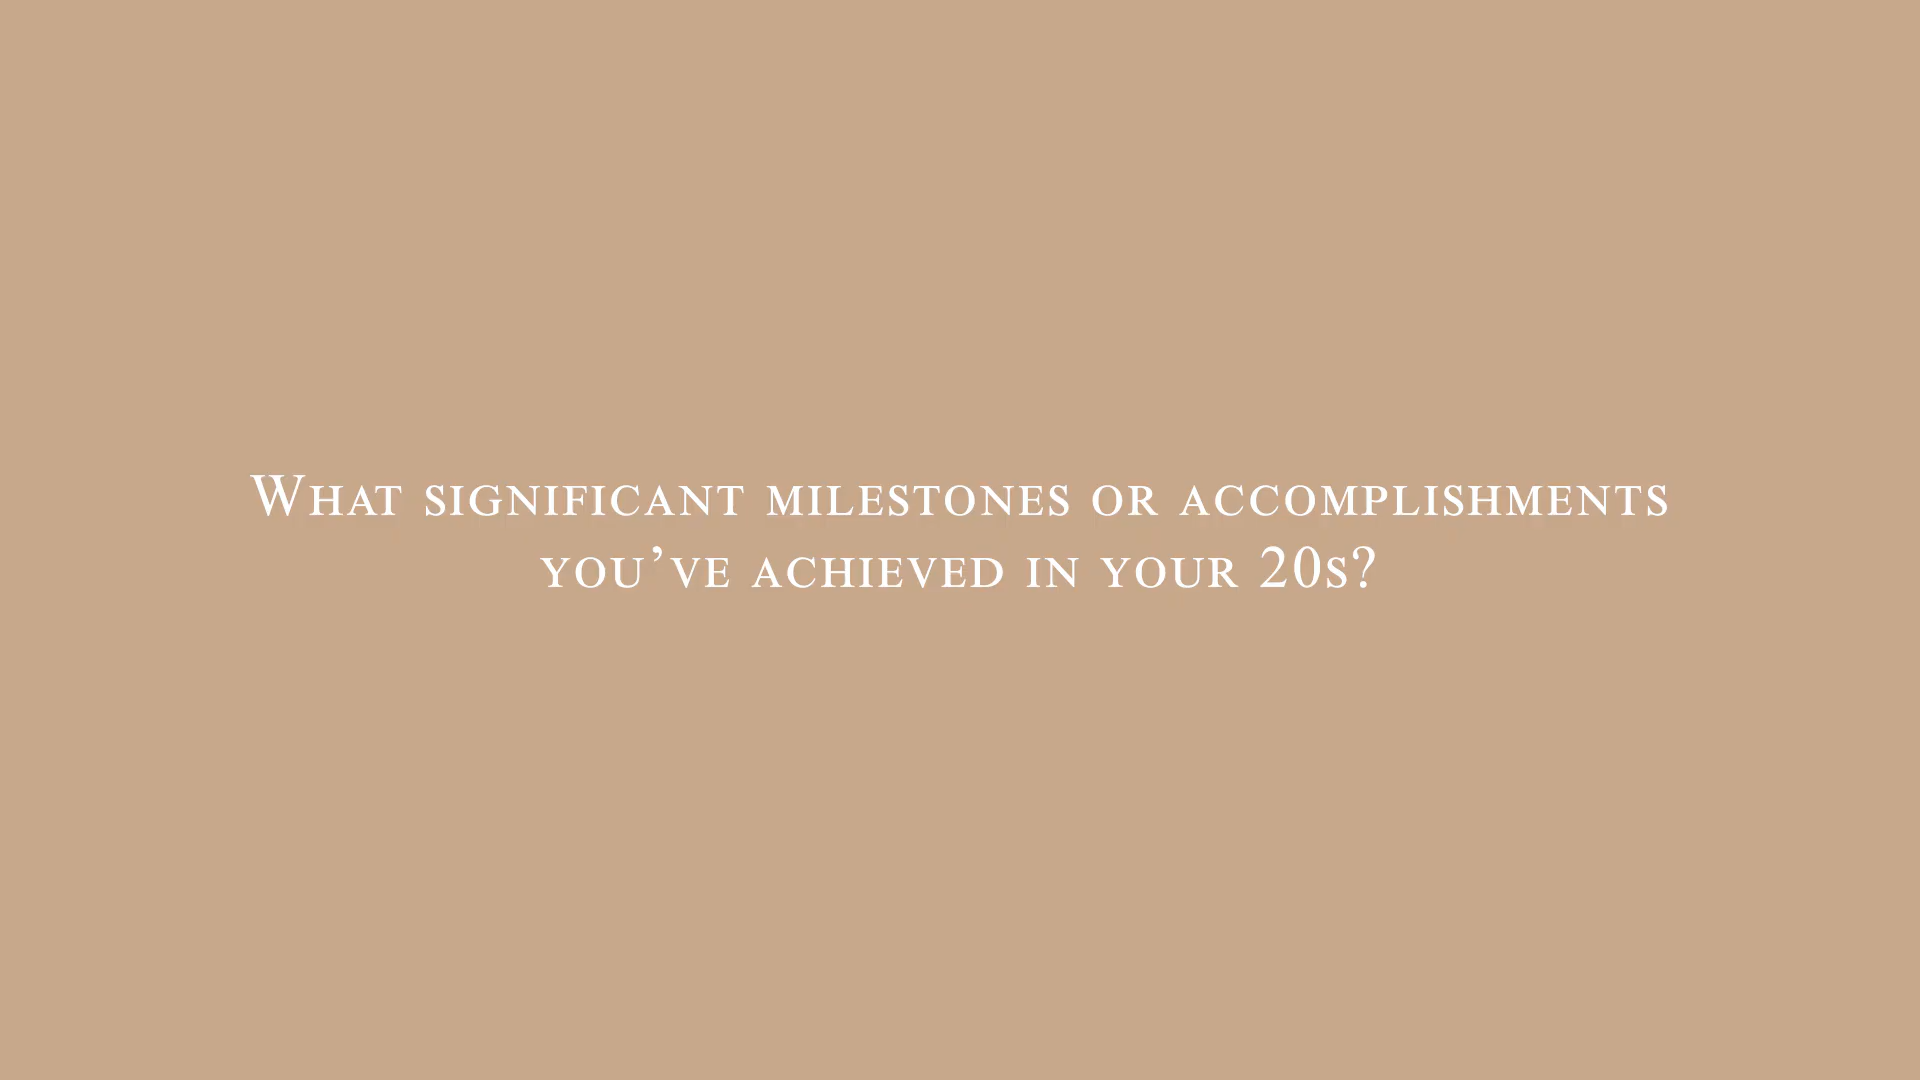 What significant milestones or accomplishments
you’ve achieved in your 20s?